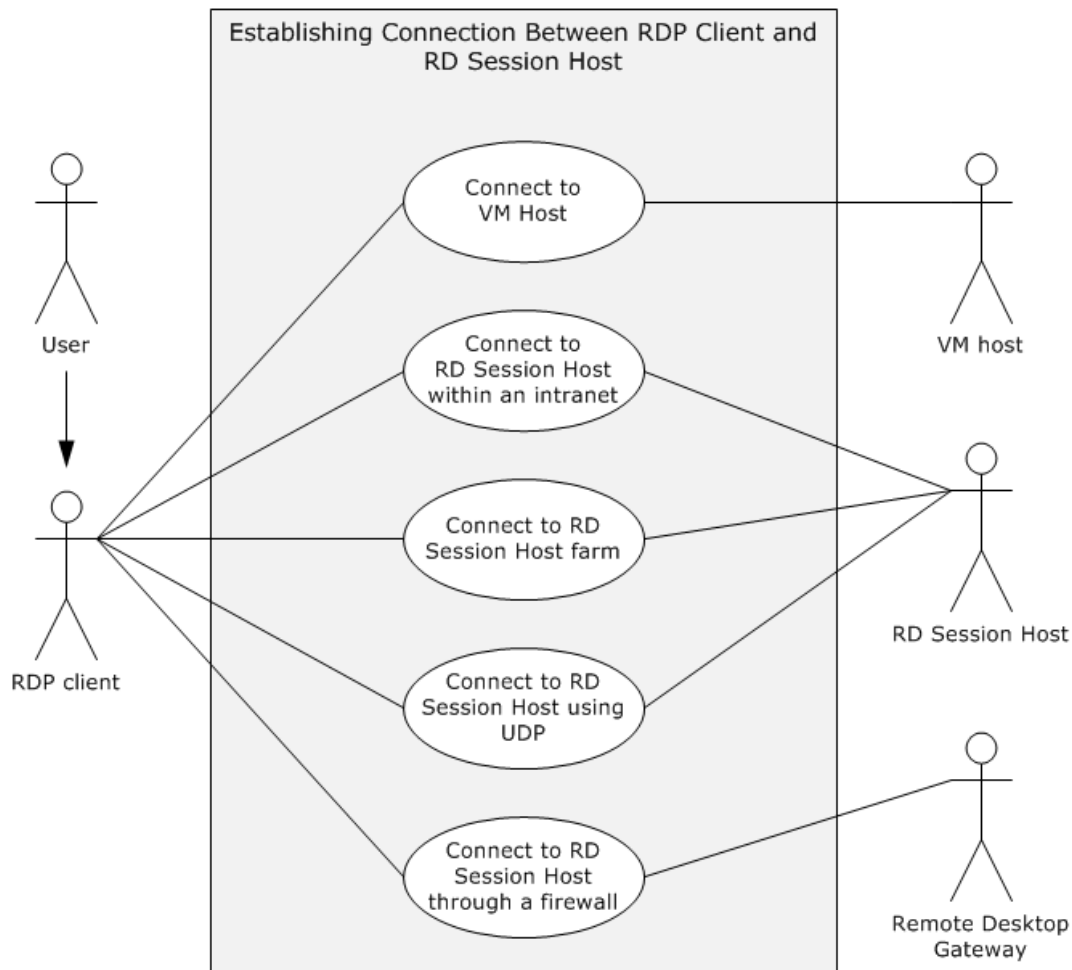 Establishing Connection Between RDP Client and
RD Session Host
Connect to
VM Host
User
VM host
Connect to
RD Session Host
within an intranet
Connect to RD
Session Host farm
RDP client
RD Session Host
Connect to RD
Session Host using
UDP
Connect to RD
Session Host
through a firewall
Remote Desktop
Gateway